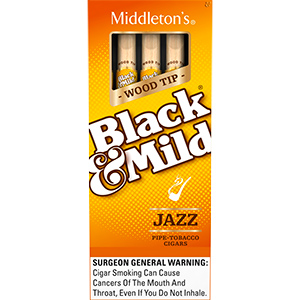 Middleton's®
WOOD TIP
Black
& Mild®
JAZZ
PIPE-TOBACCO
CIGARS
SURGEON GENERAL WARNING:
Cigar Smoking Can Cause
Cancers Of The Mouth And
Throat, Even If You Do Not Inhale.